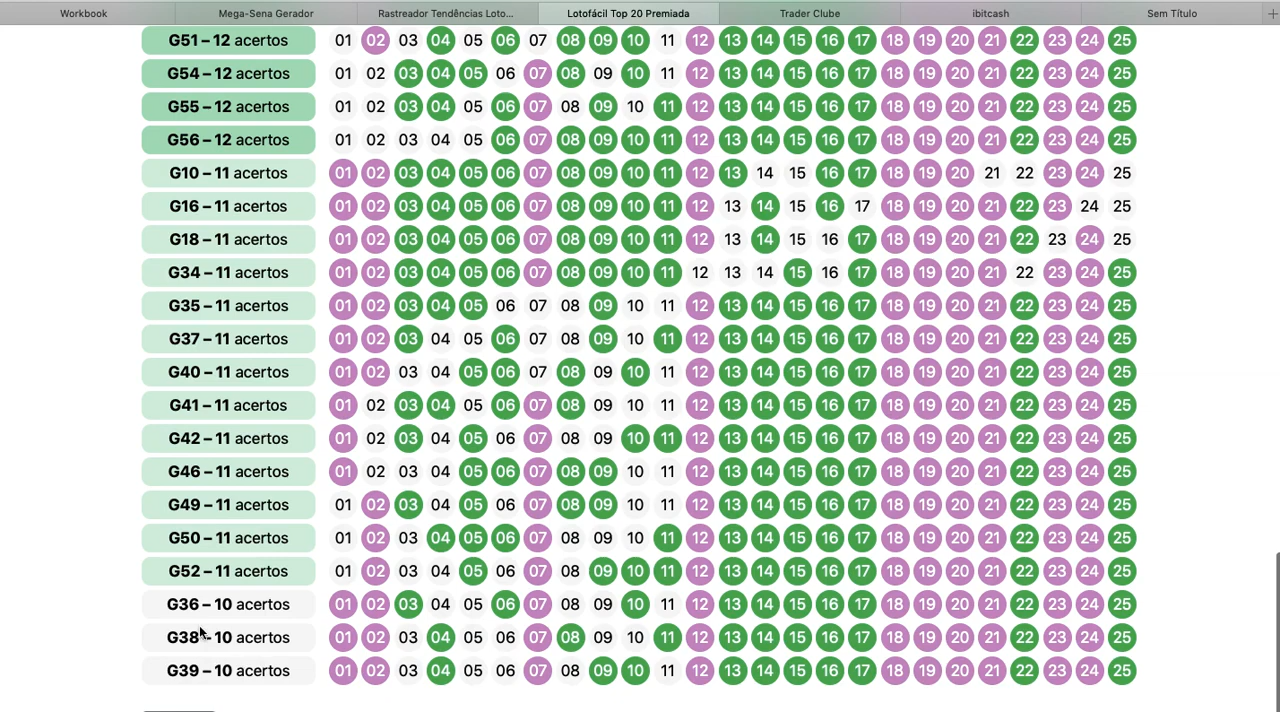 Workbook Mega-Sena Gerador Rastreador Tendências Loto... Lotofácil Top 20 Premiada Trader Clube ibitcash Sem Título +
G51 – 12 acertos 01 02 03 04 05 06 07 08 09 10 11 12 13 14 15 16 17 18 19 20 21 22 23 24 25
G54 – 12 acertos 01 02 03 04 05 06 07 08 09 10 11 12 13 14 15 16 17 18 19 20 21 22 23 24 25
G55 – 12 acertos 01 02 03 04 05 06 07 08 09 10 11 12 13 14 15 16 17 18 19 20 21 22 23 24 25
G56 – 12 acertos 01 02 03 04 05 06 07 08 09 10 11 12 13 14 15 16 17 18 19 20 21 22 23 24 25
G10 – 11 acertos 01 02 03 04 05 06 07 08 09 10 11 12 13 14 15 16 17 18 19 20 21 22 23 24 25
G16 – 11 acertos 01 02 03 04 05 06 07 08 09 10 11 12 13 14 15 16 17 18 19 20 21 22 23 24 25
G18 – 11 acertos 01 02 03 04 05 06 07 08 09 10 11 12 13 14 15 16 17 18 19 20 21 22 23 24 25
G34 – 11 acertos 01 02 03 04 05 06 07 08 09 10 11 12 13 14 15 16 17 18 19 20 21 22 23 24 25
G35 – 11 acertos 01 02 03 04 05 06 07 08 09 10 11 12 13 14 15 16 17 18 19 20 21 22 23 24 25
G37 – 11 acertos 01 02 03 04 05 06 07 08 09 10 11 12 13 14 15 16 17 18 19 20 21 22 23 24 25
G40 – 11 acertos 01 02 03 04 05 06 07 08 09 10 11 12 13 14 15 16 17 18 19 20 21 22 23 24 25
G41 – 11 acertos 01 02 03 04 05 06 07 08 09 10 11 12 13 14 15 16 17 18 19 20 21 22 23 24 25
G42 – 11 acertos 01 02 03 04 05 06 07 08 09 10 11 12 13 14 15 16 17 18 19 20 21 22 23 24 25
G46 – 11 acertos 01 02 03 04 05 06 07 08 09 10 11 12 13 14 15 16 17 18 19 20 21 22 23 24 25
G49 – 11 acertos 01 02 03 04 05 06 07 08 09 10 11 12 13 14 15 16 17 18 19 20 21 22 23 24 25
G50 – 11 acertos 01 02 03 04 05 06 07 08 09 10 11 12 13 14 15 16 17 18 19 20 21 22 23 24 25
G52 – 11 acertos 01 02 03 04 05 06 07 08 09 10 11 12 13 14 15 16 17 18 19 20 21 22 23 24 25
G36 – 10 acertos 01 02 03 04 05 06 07 08 09 10 11 12 13 14 15 16 17 18 19 20 21 22 23 24 25
G38 – 10 acertos 01 02 03 04 05 06 07 08 09 10 11 12 13 14 15 16 17 18 19 20 21 22 23 24 25
G39 – 10 acertos 01 02 03 04 05 06 07 08 09 10 11 12 13 14 15 16 17 18 19 20 21 22 23 24 25